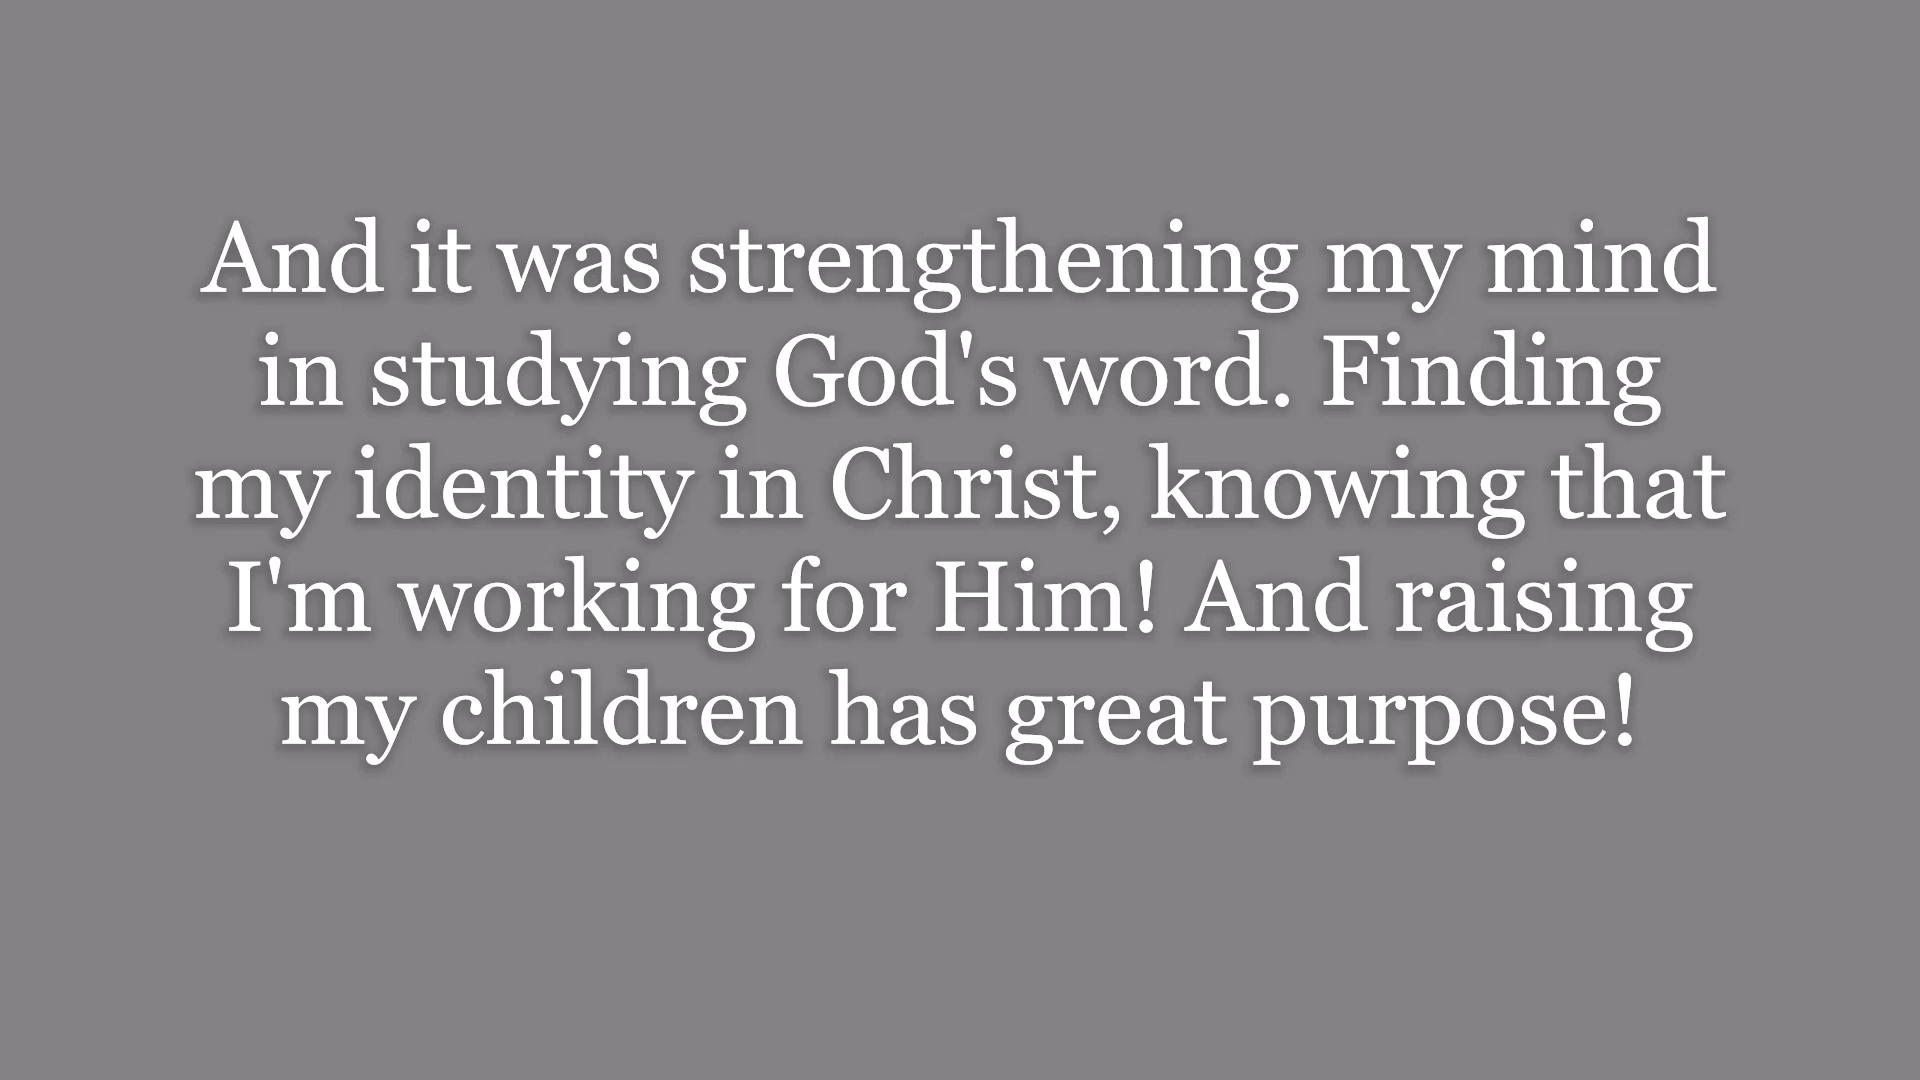 And it was strengthening my mind
in studying God's word. Finding
my identity in Christ, knowing that
I'm working for Him! And raising
my children has great purpose!